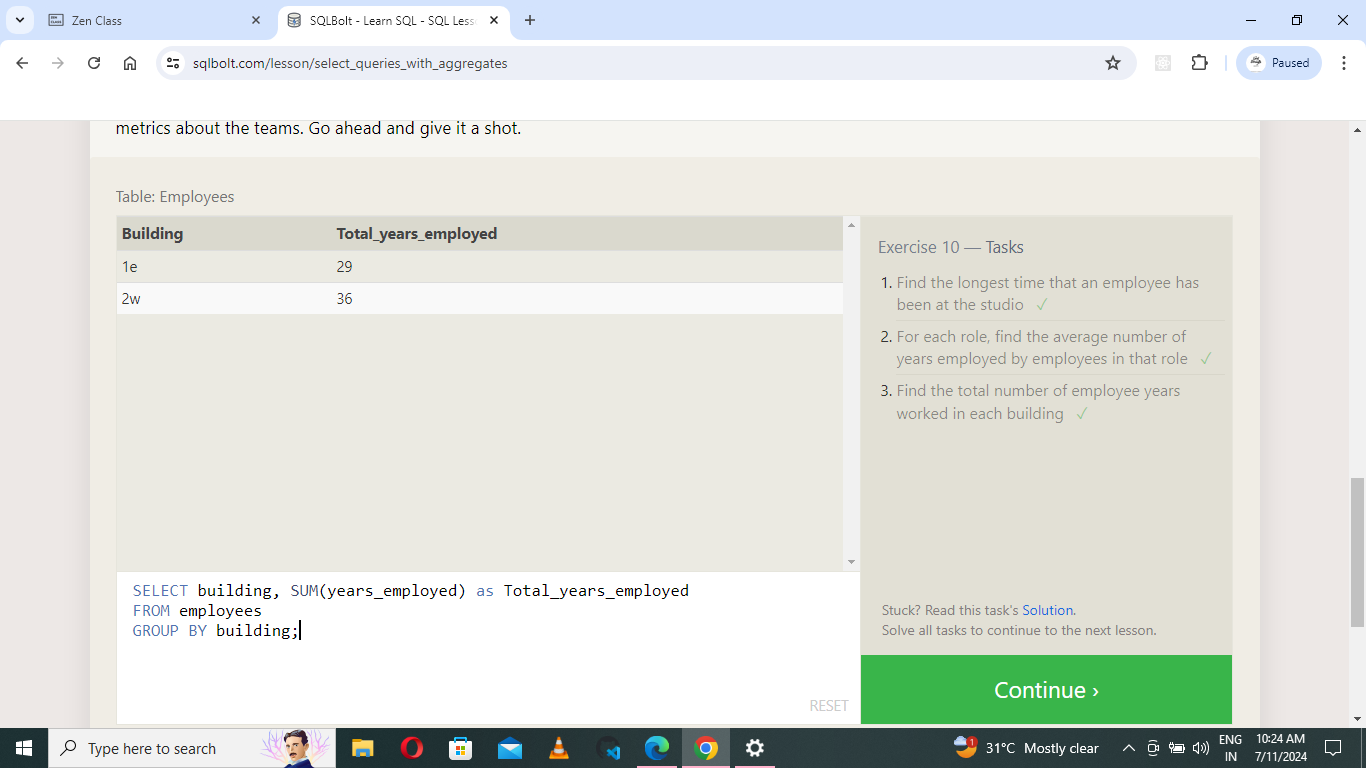 Zen Class
SQLBolt - Learn SQL - SQL Less
sqlbolt.com/lesson/select_queries_with_aggregates
Paused
metrics about the teams. Go ahead and give it a shot.
Table: Employees
Building Total_years_employed
1e 29
2w 36
SELECT building, SUM(years_employed) as Total_years_employed
FROM employees
GROUP BY building;
RESET
Exercise 10 — Tasks
1. Find the longest time that an employee has
been at the studio ✓
2. For each role, find the average number of
years employed by employees in that role ✓
3. Find the total number of employee years
worked in each building ✓
Stuck? Read this task's Solution.
Solve all tasks to continue to the next lesson.
Continue ›
Type here to search
1
31°C Mostly clear
ENG
IN
10:24 AM
7/11/2024